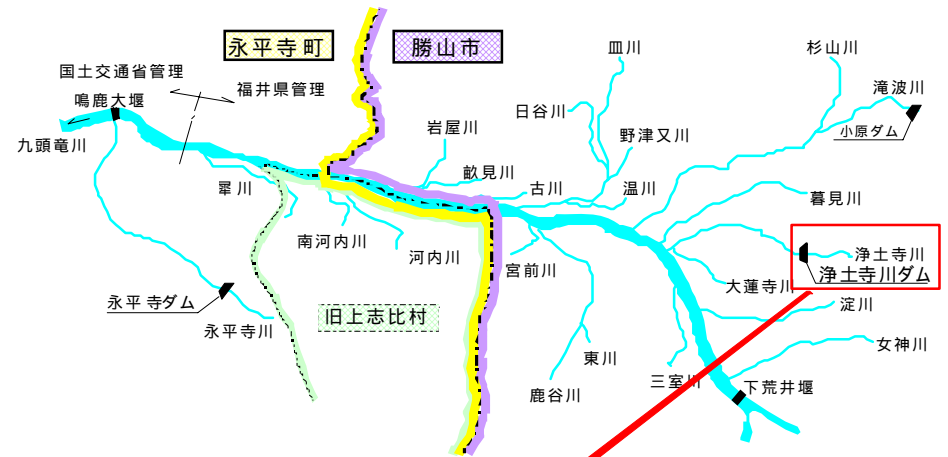 永平寺町
勝山市
国土交通省管理
福井県管理
鳴鹿大堰
九頭竜川
犀川
南河内川
河内川
永平寺ダム
永平寺川
旧上志比村
岩屋川
畝見川
古川
皿川
日谷川
野津又川
温川
杉山川
滝波川
小原ダム
暮見川
浄土寺川
浄土寺川ダム
大蓮寺川
淀川
女神川
宮前川
東川
鹿谷川
三室川
下荒井堰